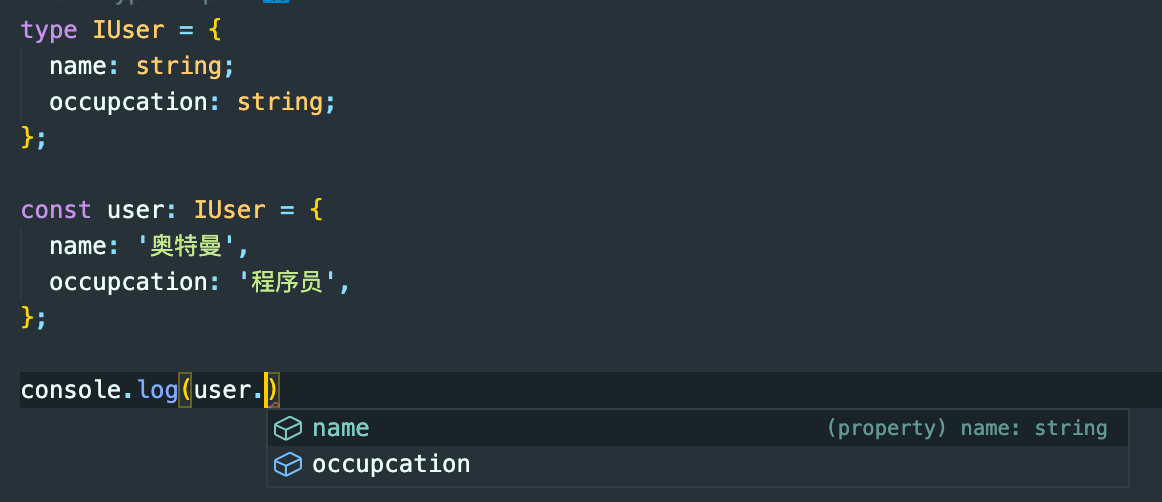 type IUser = {
name: string;
occupcation: string;
};
const user: IUser = {
name: '奥特曼',
occupcation: '程序员',
};
console.log(user.)
name (property) name: string
occupcation